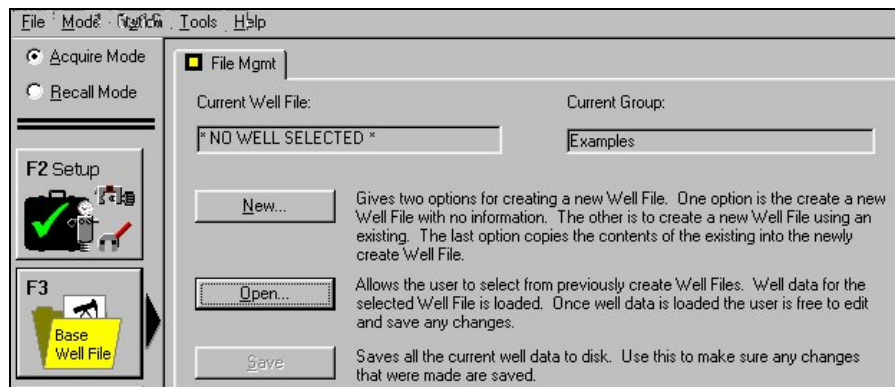 File Mode Tools Help
Acquire Mode
Recall Mode
File Mgmt
Current Well File:
Current Group:
* NO WELL SELECTED *
Examples
F2 Setup
New...
Gives two options for creating a new Well File. One option is the create a new
Well File with no information. The other is to create a new Well File using an
existing. The last option copies the contents of the existing into the newly
create Well File.
F3
Base
Well File
Open...
Allows the user to select from previously create Well Files. Well data for the
selected Well File is loaded. Once well data is loaded the user is free to edit
and save any changes.
Save
Saves all the current well data to disk. Use this to make sure any changes
that were made are saved.